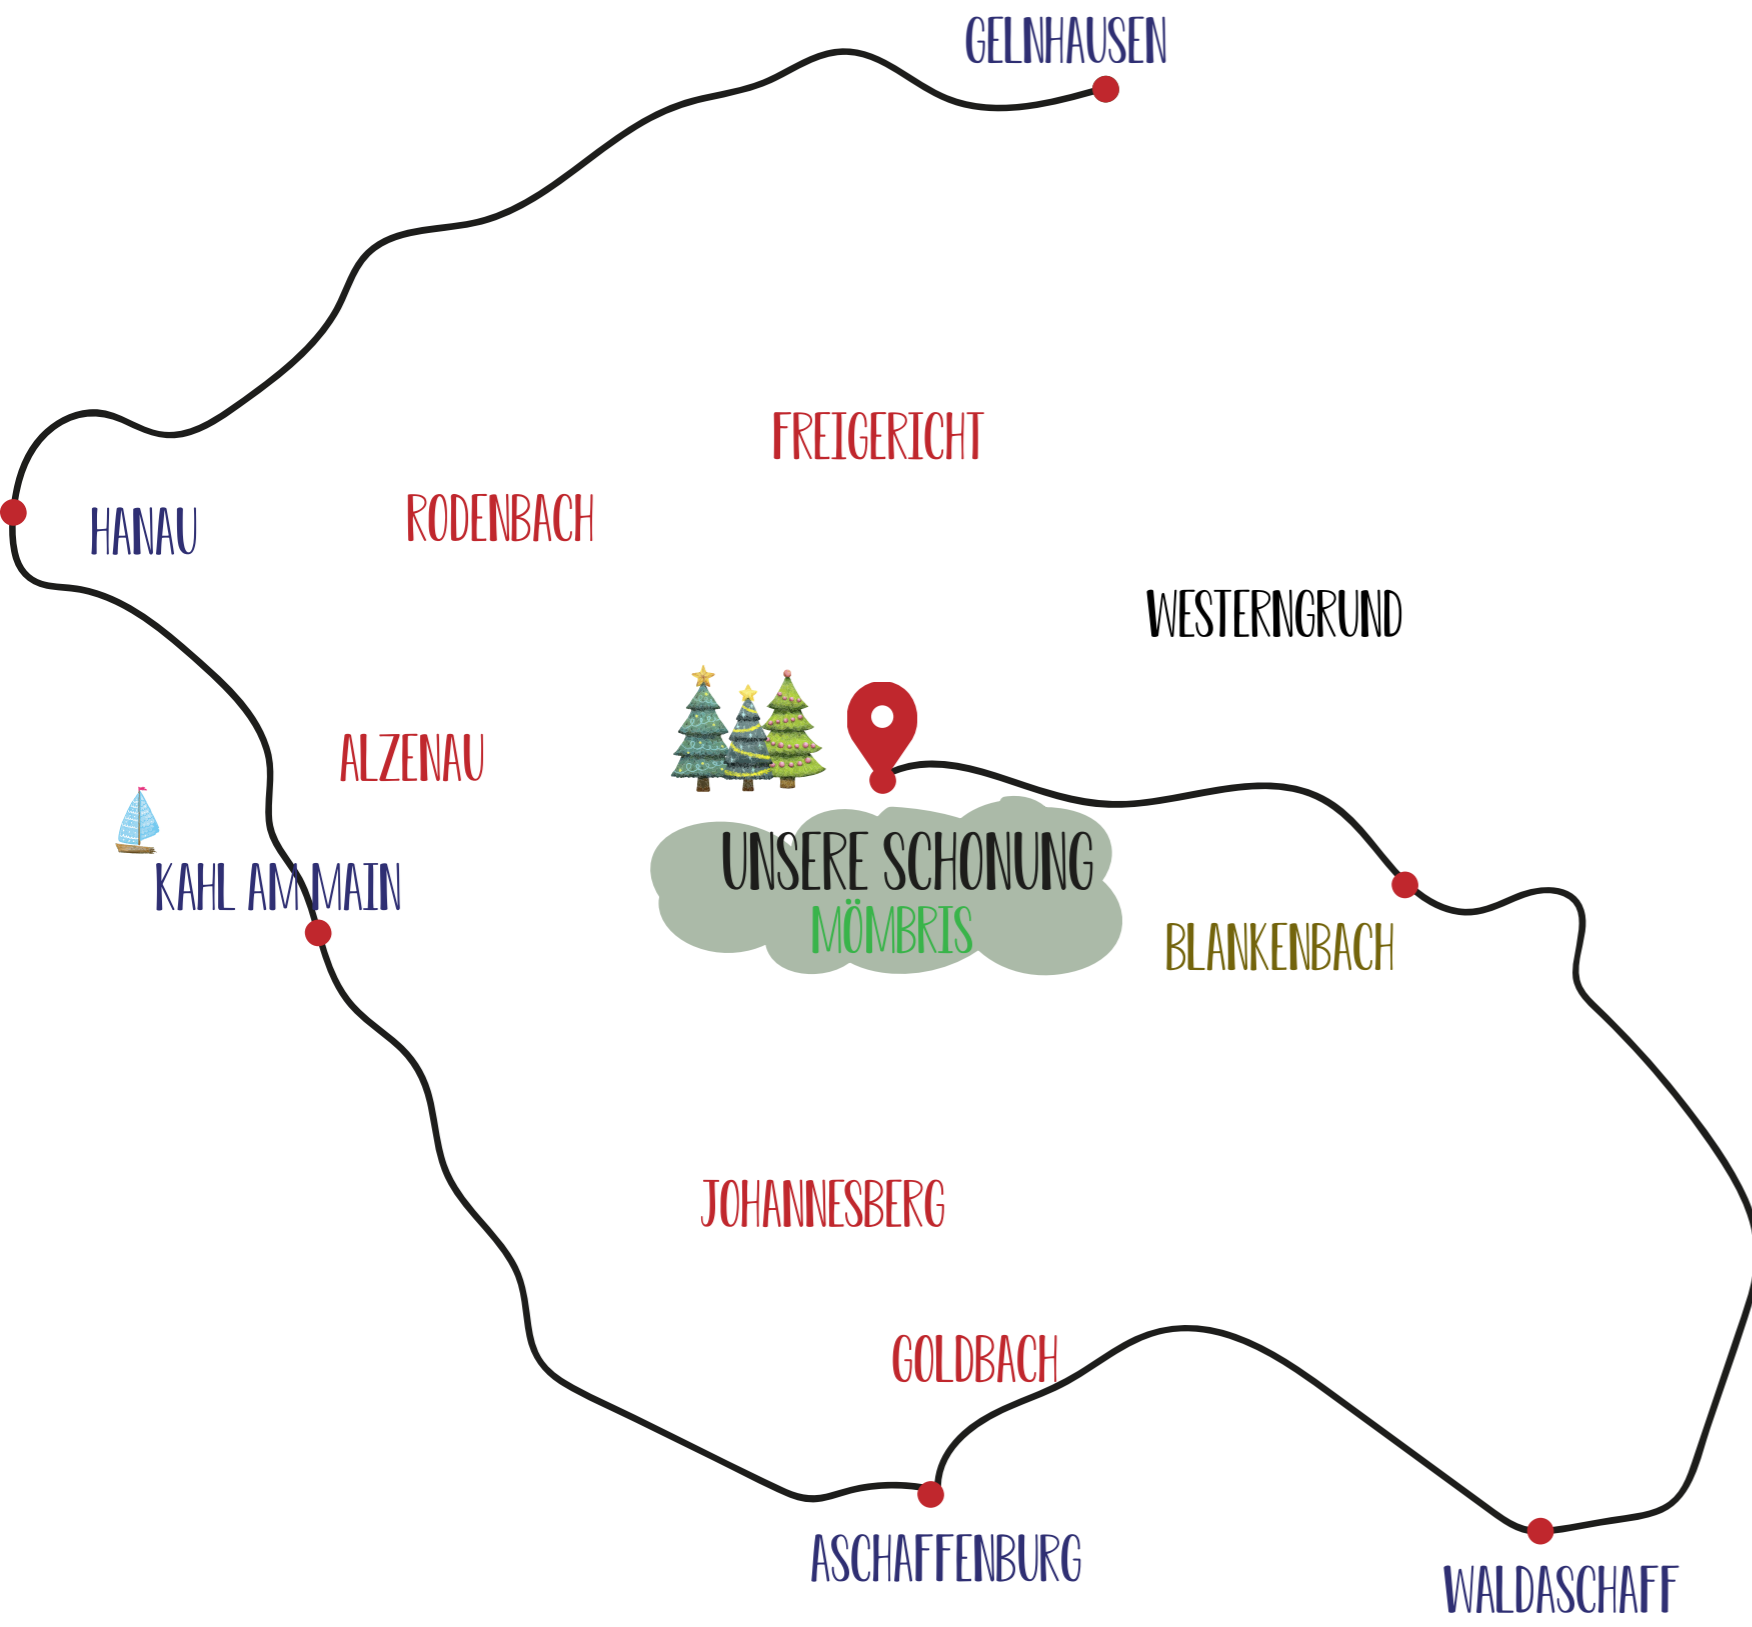 GELNHAUSEN
FREIGERICHT
RODENBACH
HANAU
WESTERNGRUND
ALZENAU
KAHL AM MAIN
UNSERE SCHONUNG
MÖMBRIS
BLANKENBACH
JOHANNESBERG
GOLDBACH
ASCHAFFENBURG
WALDASCHAFF